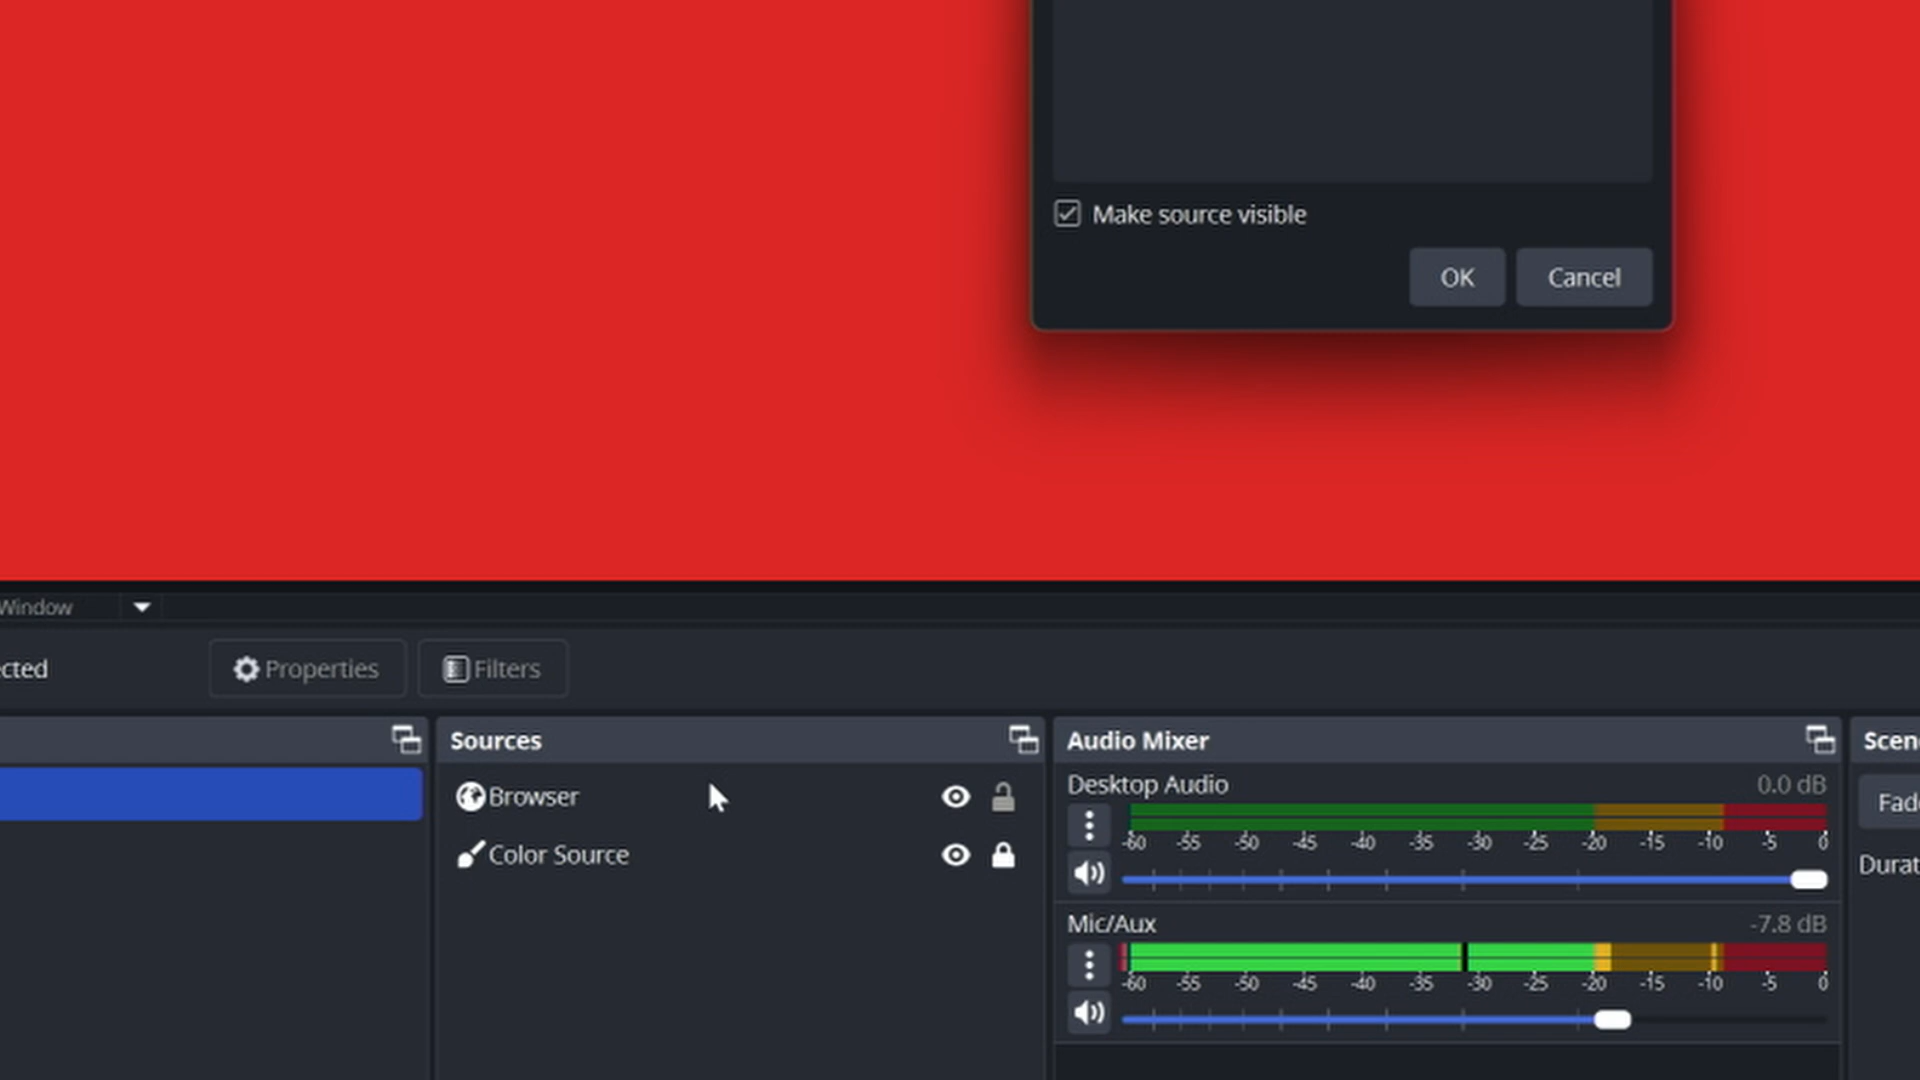 Make source visible
OK Cancel
Window
cted
Properties Filters
Sources
Audio Mixer
Scen
Browser
Color Source
Desktop Audio 0.0 dB
-60 -55 -50 -45 -40 -35 -30 -25 -20 -15 -10 -5 0
Mic/Aux -7.8 dB
-60 -55 -50 -45 -40 -35 -30 -25 -20 -15 -10 -5 0
Fad
Durat